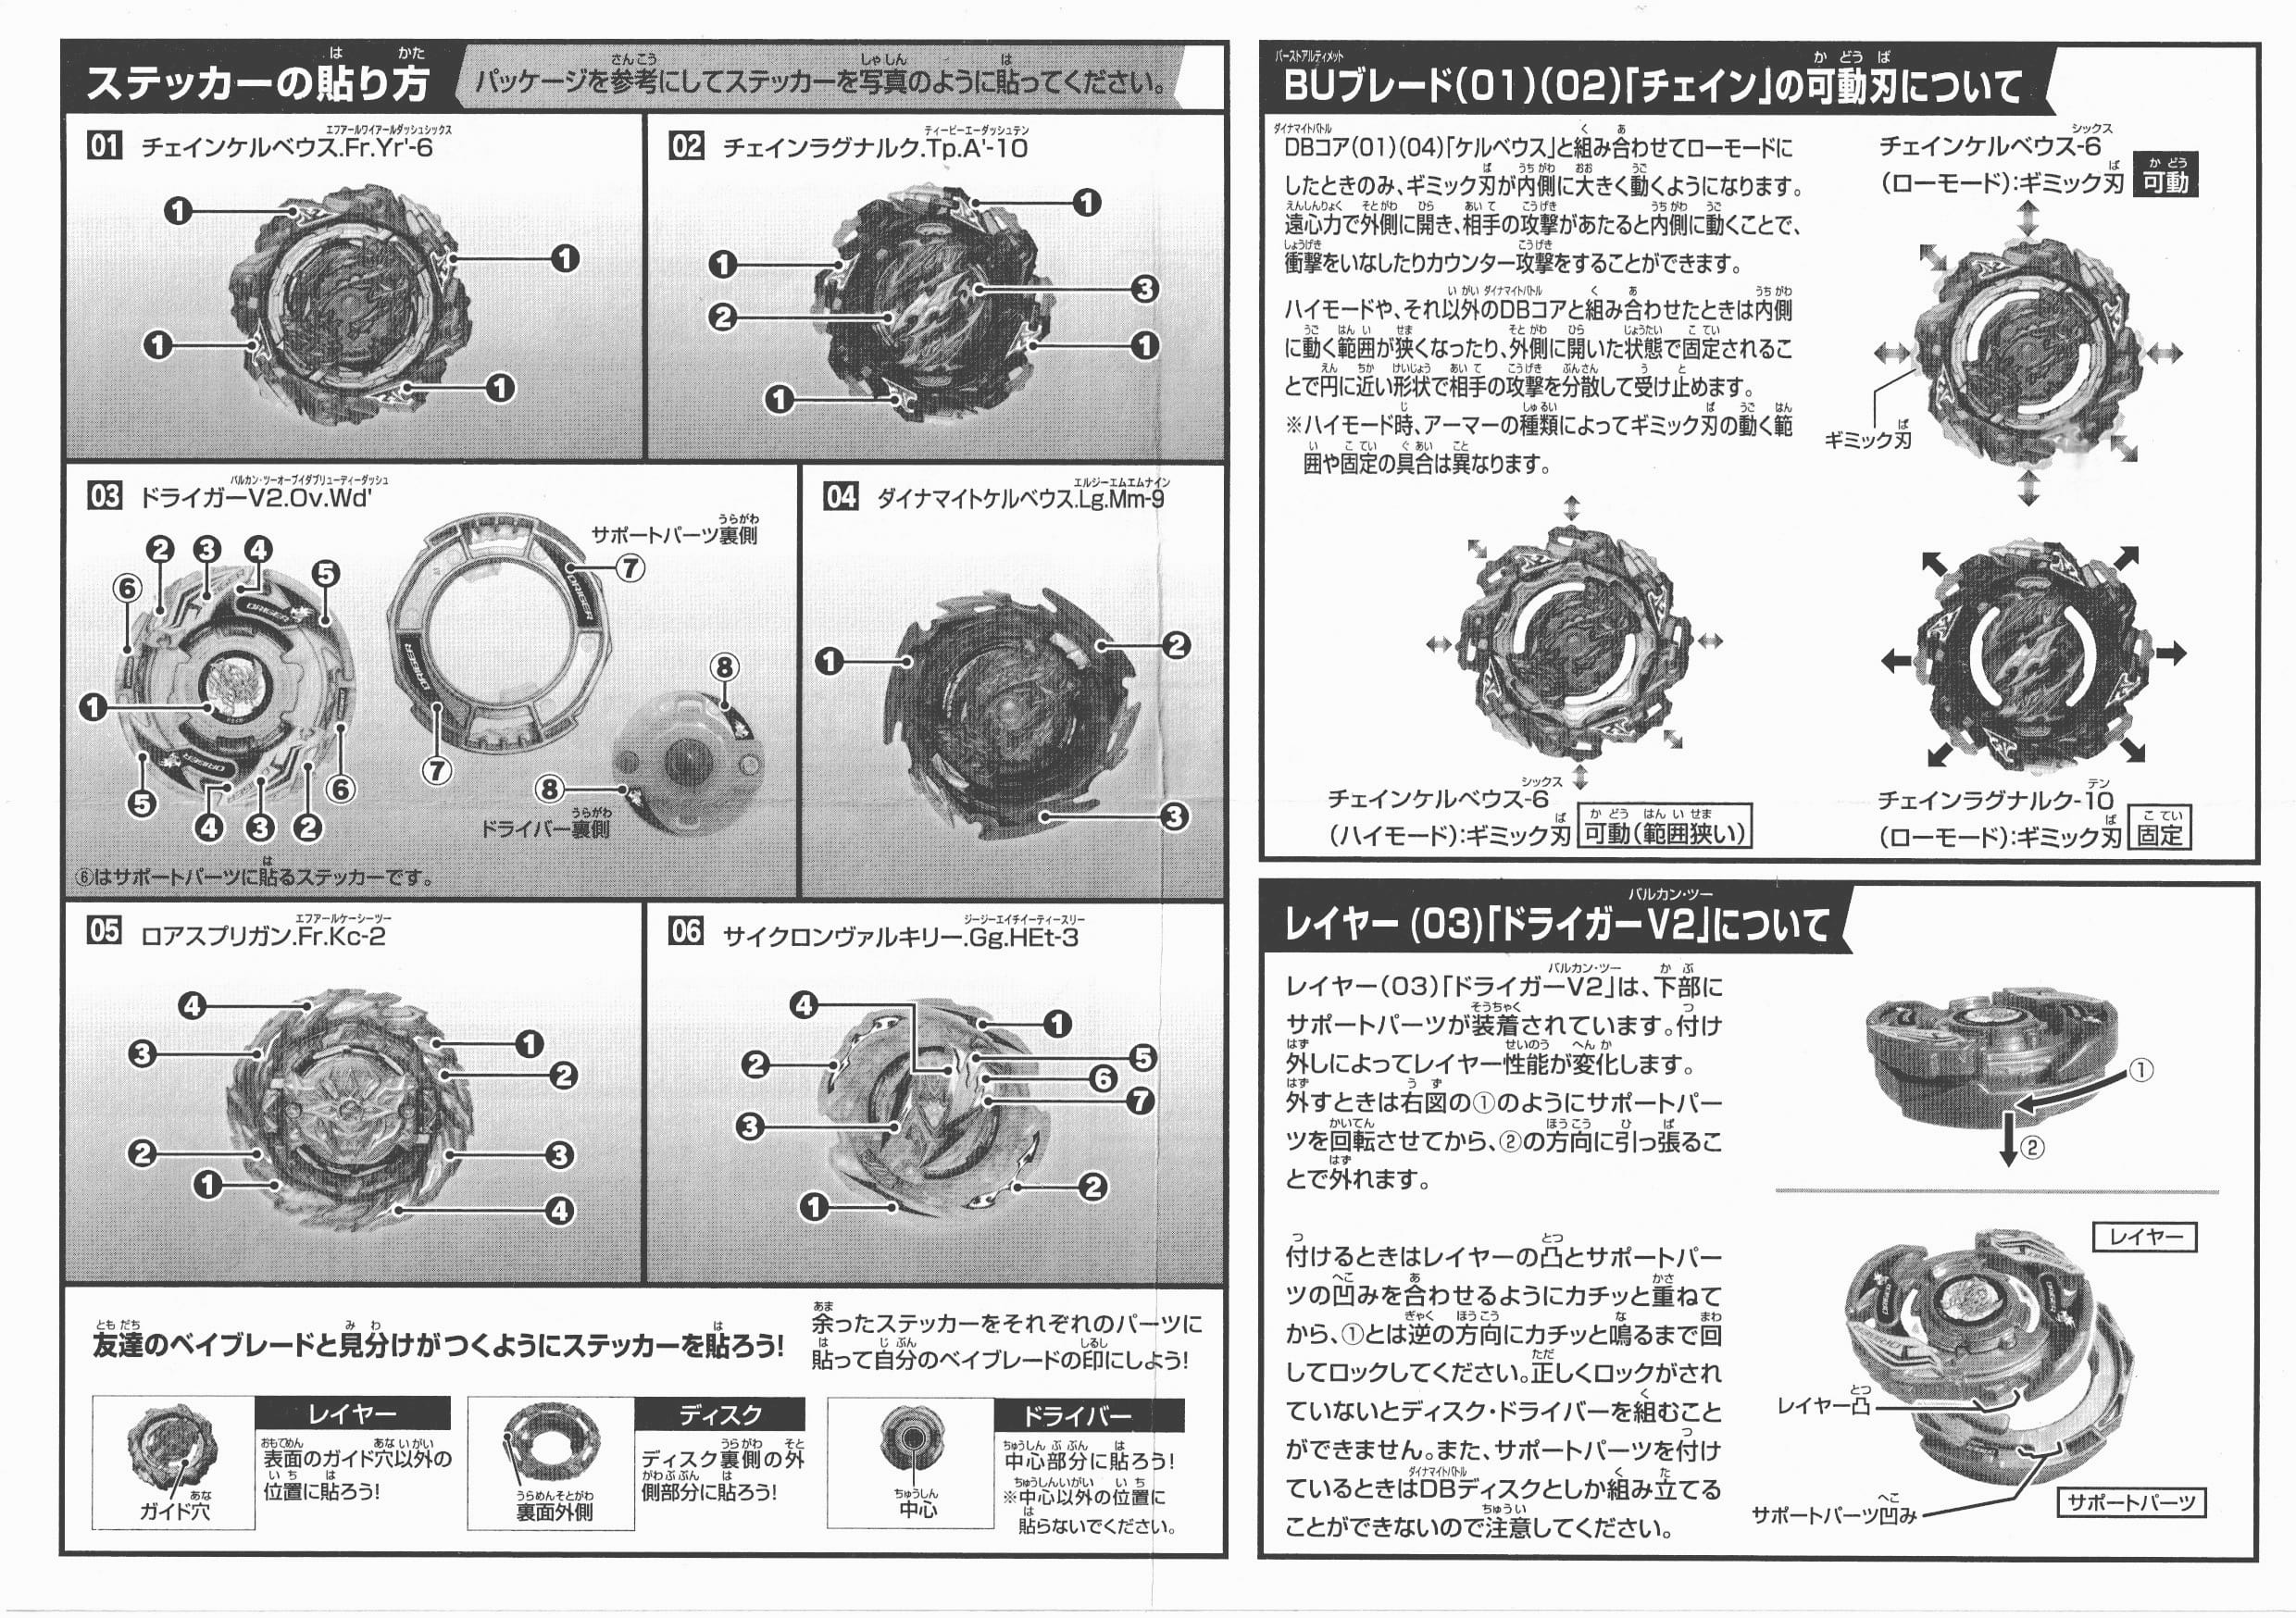 ステッカーの貼り方
パッケージを参考にしてステッカーを写真のように貼ってください。
01 チェインケルベウス.Fr.Yr'-6
02 チェインラグナルク.Tp.A'-10
03 ドライガーV2.Ov.Wd'
サポートパーツ裏側
ドライバー裏側
⑥はサポートパーツに貼るステッカーです。
04 ダイナマイトケルベウス.Lg.Mm-9
05 ロアスプリガン.Fr.Kc-2
06 サイクロンヴァルキリー.Gg.HEt-3
友達のベイブレードと見分けがつくようにステッカーを貼ろう!
余ったステッカーをそれぞれのパーツに
貼って自分のベイブレードの印にしよう!
ガイド穴
レイヤー
表面のガイド穴以外の
位置に貼ろう!
裏面外側
ディスク
ディスク裏側の外
側部分に貼ろう!
中心
ドライバー
中心部分に貼ろう!
※中心以外の位置に
貼らないでください。
BUブレード(01)(02)「チェイン」の可動刃について
DBコア(01)(04)「ケルベウス」と組み合わせてローモードに
したときのみ、ギミック刃が内側に大きく動くようになります。
遠心力で外側に開き、相手の攻撃があたると内側に動くことで、
衝撃をいなしたりカウンター攻撃をすることができます。
ハイモードや、それ以外のDBコアと組み合わせたときは内側
に動く範囲が狭くなったり、外側に開いた状態で固定されるこ
とで円に近い形状で相手の攻撃を分散して受け止めます。
※ハイモード時、アーマーの種類によってギミック刃の動く範
囲や固定の具合は異なります。
チェインケルベウス-6
(ローモード):ギミック刃 可動
ギミック刃
チェインケルベウス-6
(ハイモード):ギミック刃 可動(範囲狭い)
チェインラグナルク-10
(ローモード):ギミック刃 固定
レイヤー(03)「ドライガーV2」について
レイヤー(03)「ドライガーV2」は、下部に
サポートパーツが装着されています。付け
外しによってレイヤー性能が変化します。
外すときは右図の①のようにサポートパー
ツを回転させてから、②の方向に引っ張るこ
とで外れます。
①
②
付けるときはレイヤーの凸とサポートパー
ツの凹みを合わせるようにカチッと重ねて
から、①とは逆の方向にカチッと鳴るまで回
してロックしてください。正しくロックがされ
ていないとディスク・ドライバーを組むこと
ができません。また、サポートパーツを付け
ているときはDBディスクとしか組み立てる
ことができないので注意してください。
レイヤー
レイヤー凸
サポートパーツ凹み
サポートパーツ